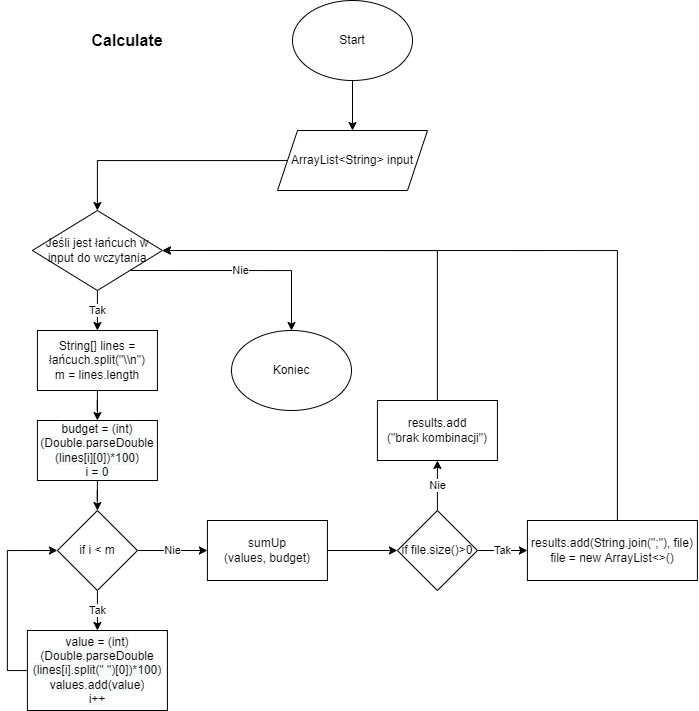 Calculate
Start
ArrayList<String> input
Jeśli jest łańcuch w
input do wczytania
Nie
Tak
String[] lines =
łańcuch.split("\\n")
m = lines.length
Koniec
budget = (int)
(Double.parseDouble
(lines[i][0])*100)
i = 0
results.add
("brak kombinacji")
Nie
if i < m
Nie
sumUp
(values, budget)
if file.size()>0
Tak
results.add(String.join(";"), file)
file = new ArrayList<>()
Tak
value = (int)
(Double.parseDouble
(lines[i].split(" ")[0])*100)
values.add(value)
i++